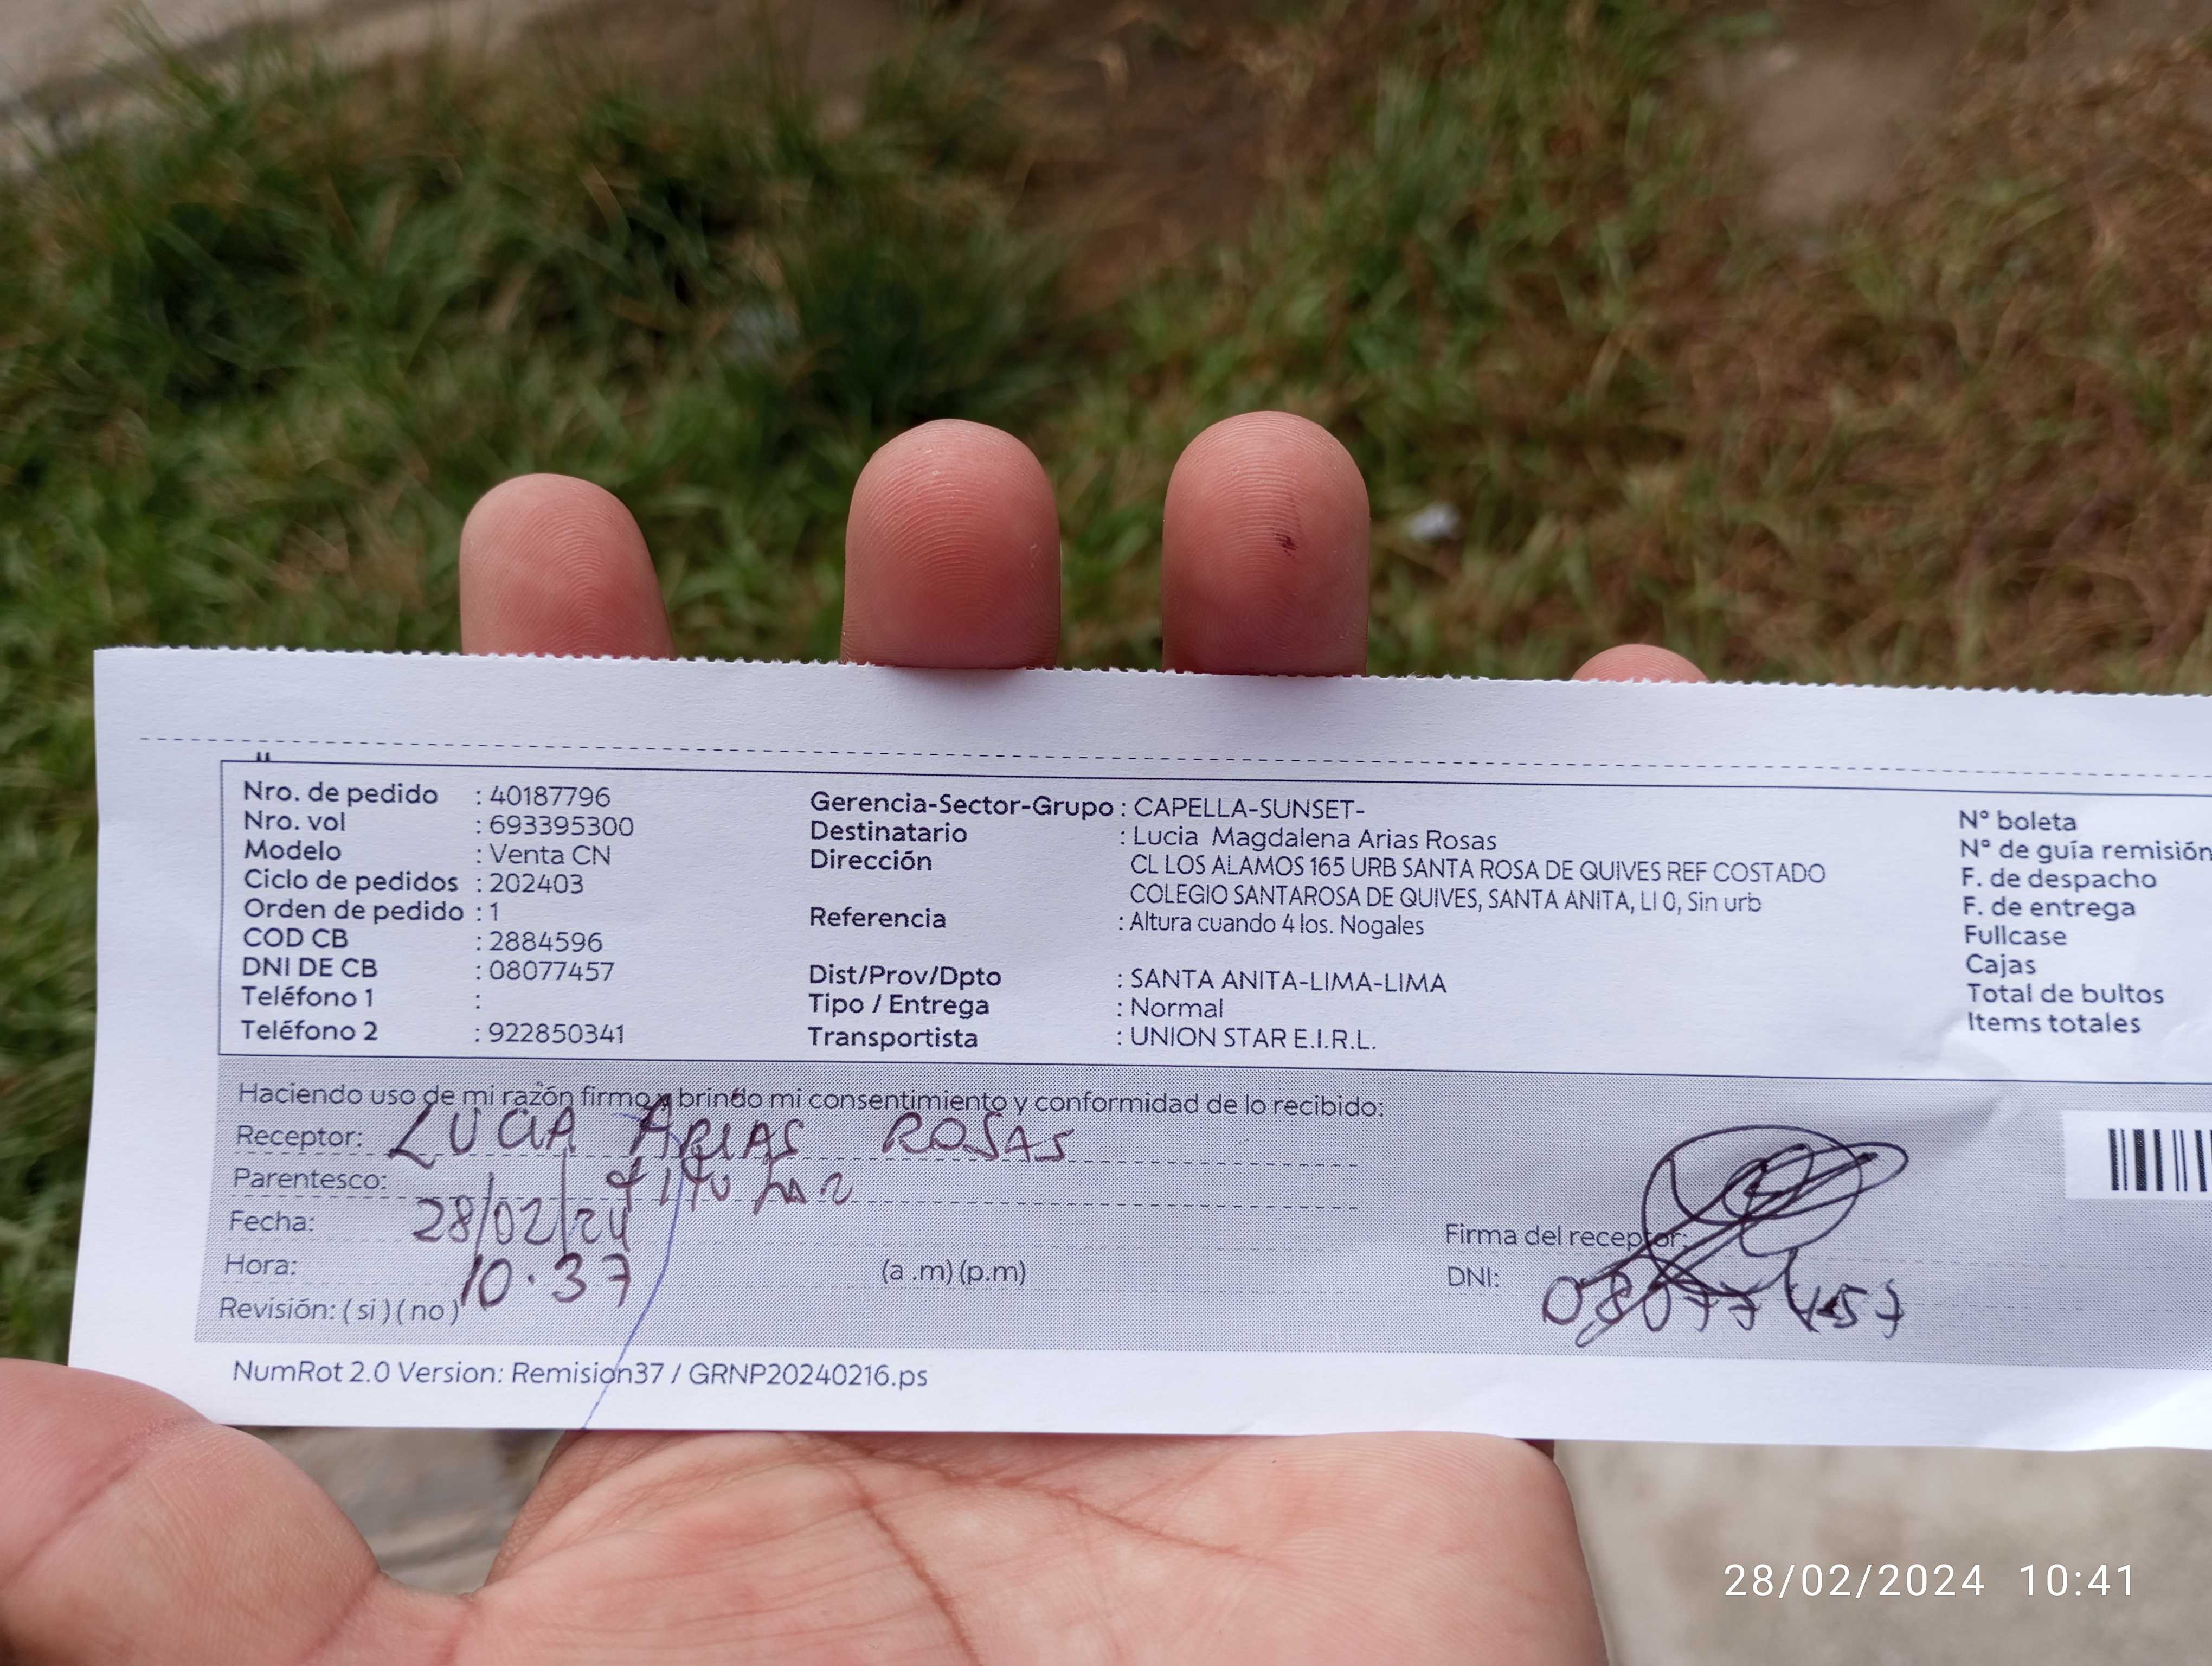 Nro. de pedido : 40187796
Nro. vol : 693395300
Modelo : Venta CN
Ciclo de pedidos : 202403
Orden de pedido : 1
COD CB : 2884596
DNI DE CB : 08077457
Teléfono 1 :
Teléfono 2 : 922850341
Gerencia-Sector-Grupo : CAPELLA-SUNSET-
Destinatario : Lucia Magdalena Arias Rosas
Dirección CL LOS ALAMOS 165 URB SANTA ROSA DE QUIVES REF COSTADO
COLEGIO SANTAROSA DE QUIVES, SANTA ANITA, LI 0, Sin urb
Referencia : Altura cuando 4 los. Nogales
Dist/Prov/Dpto : SANTA ANITA-LIMA-LIMA
Tipo / Entrega : Normal
Transportista : UNION STAR E.I.R.L.
N° boleta
N° de guía remisión
F. de despacho
F. de entrega
Fullcase
Cajas
Total de bultos
Items totales
Haciendo uso de mi razón firmo y brindo mi consentimiento y conformidad de lo recibido:
Receptor: LUCIA ARIAS ROSAS
Parentesco: titular
Fecha: 28/02/24
Hora: 10.37 (a .m) (p.m)
Revisión: ( si ) ( no )
Firma del receptor:
DNI: 08077457
NumRot 2.0 Version: Remision37 / GRNP20240216.ps
28/02/2024 10:41